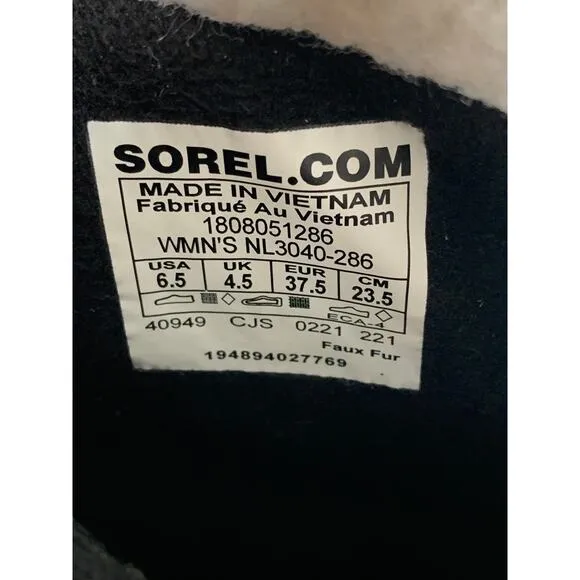 SOREL.COM
MADE IN VIETNAM
Fabriqué Au Vietnam
1808051286
WMN'S NL3040-286
USA UK EUR CM
6.5 4.5 37.5 23.5
ECA-4
40949 CJS 0221 221
Faux Fur
194894027769